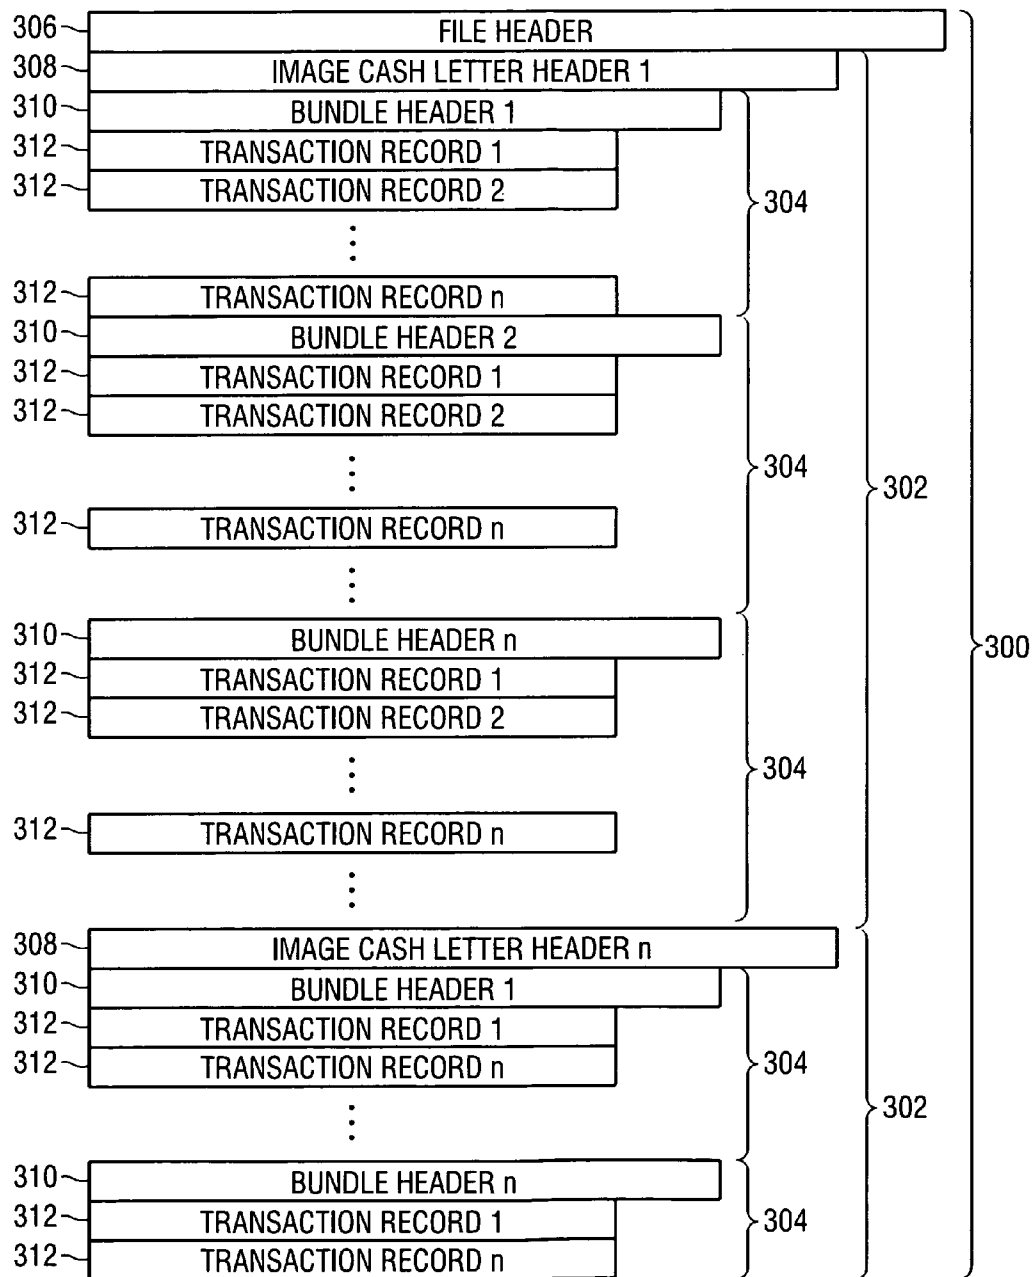 306 FILE HEADER
308 IMAGE CASH LETTER HEADER 1
310 BUNDLE HEADER 1
312 TRANSACTION RECORD 1
312 TRANSACTION RECORD 2
304
312 TRANSACTION RECORD n
310 BUNDLE HEADER 2
312 TRANSACTION RECORD 1
312 TRANSACTION RECORD 2
304
302
312 TRANSACTION RECORD n
310 BUNDLE HEADER n
300
312 TRANSACTION RECORD 1
312 TRANSACTION RECORD 2
304
312 TRANSACTION RECORD n
308 IMAGE CASH LETTER HEADER n
310 BUNDLE HEADER 1
312 TRANSACTION RECORD 1
312 TRANSACTION RECORD n
304
302
310 BUNDLE HEADER n
312 TRANSACTION RECORD 1
304
312 TRANSACTION RECORD n